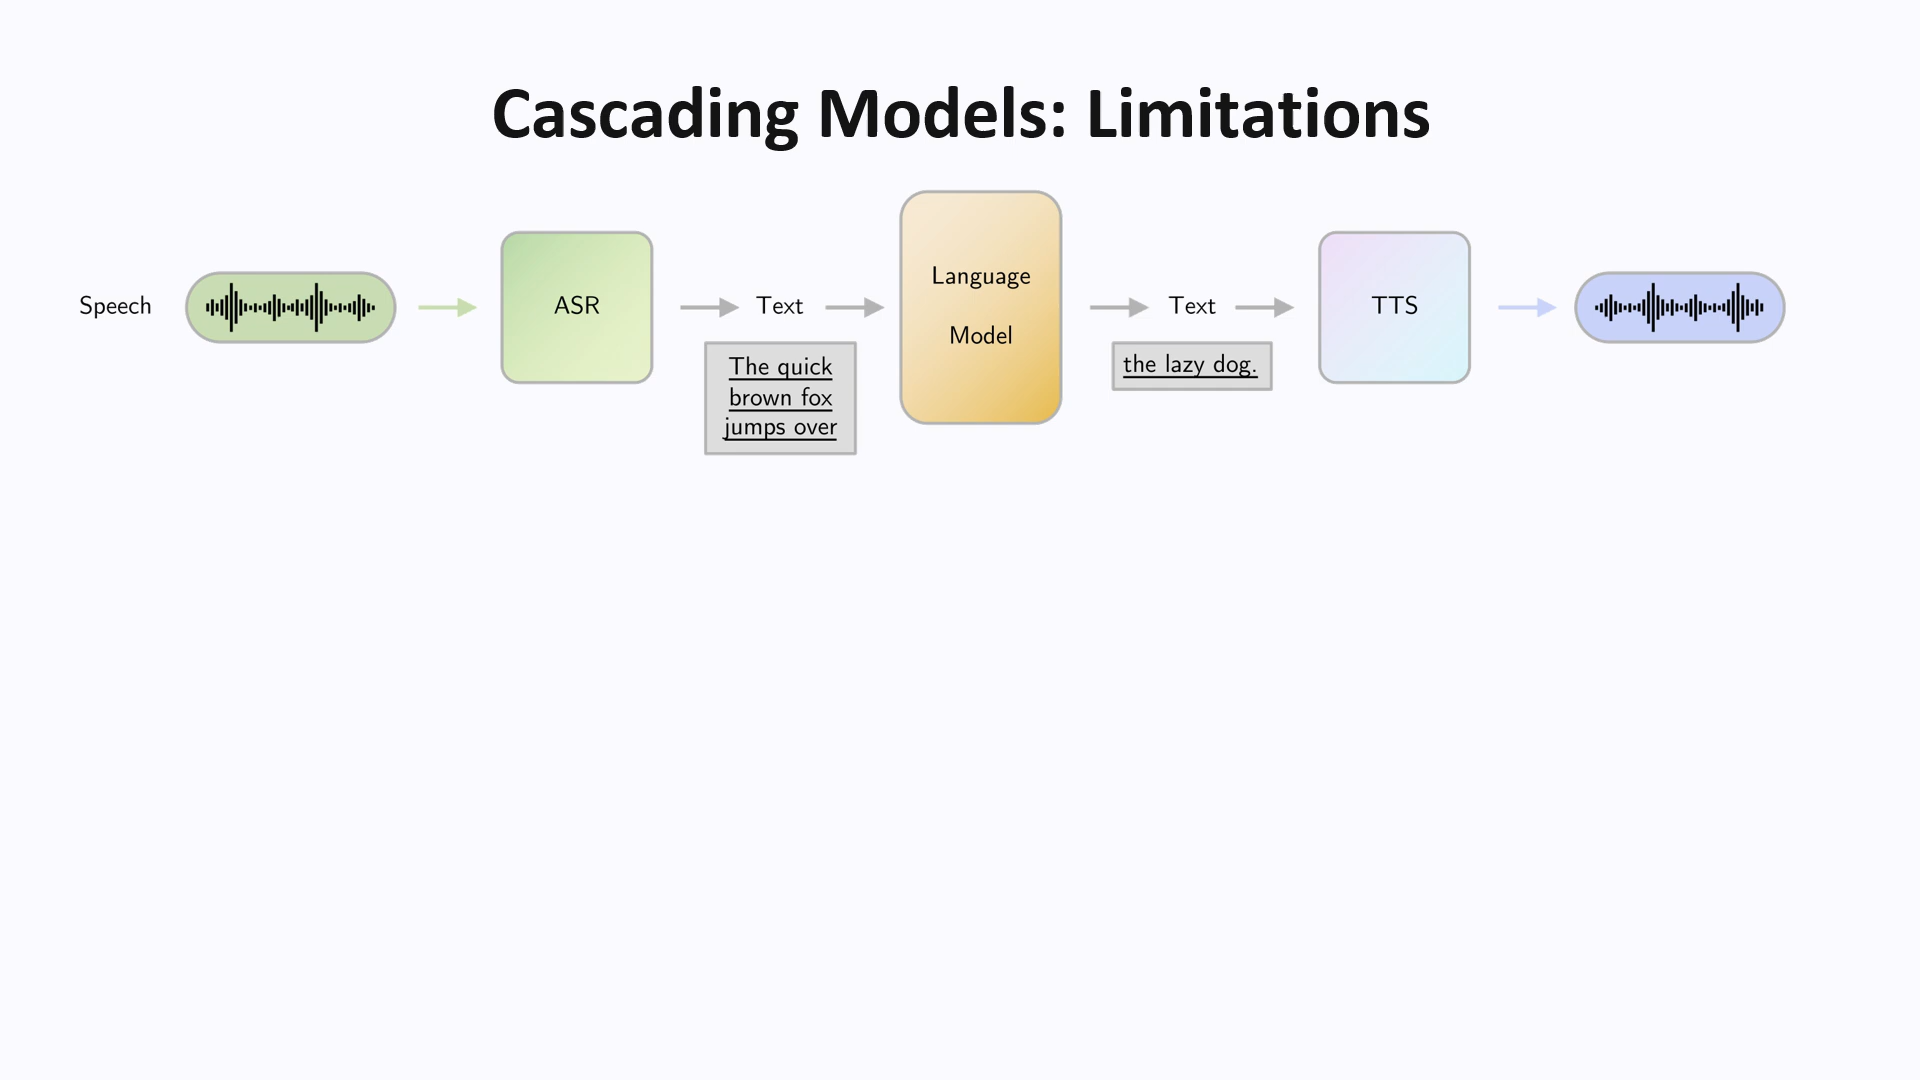 Cascading Models: Limitations
Speech
ASR
Text
The quick
brown fox
jumps over
Language
Model
Text
the lazy dog.
TTS